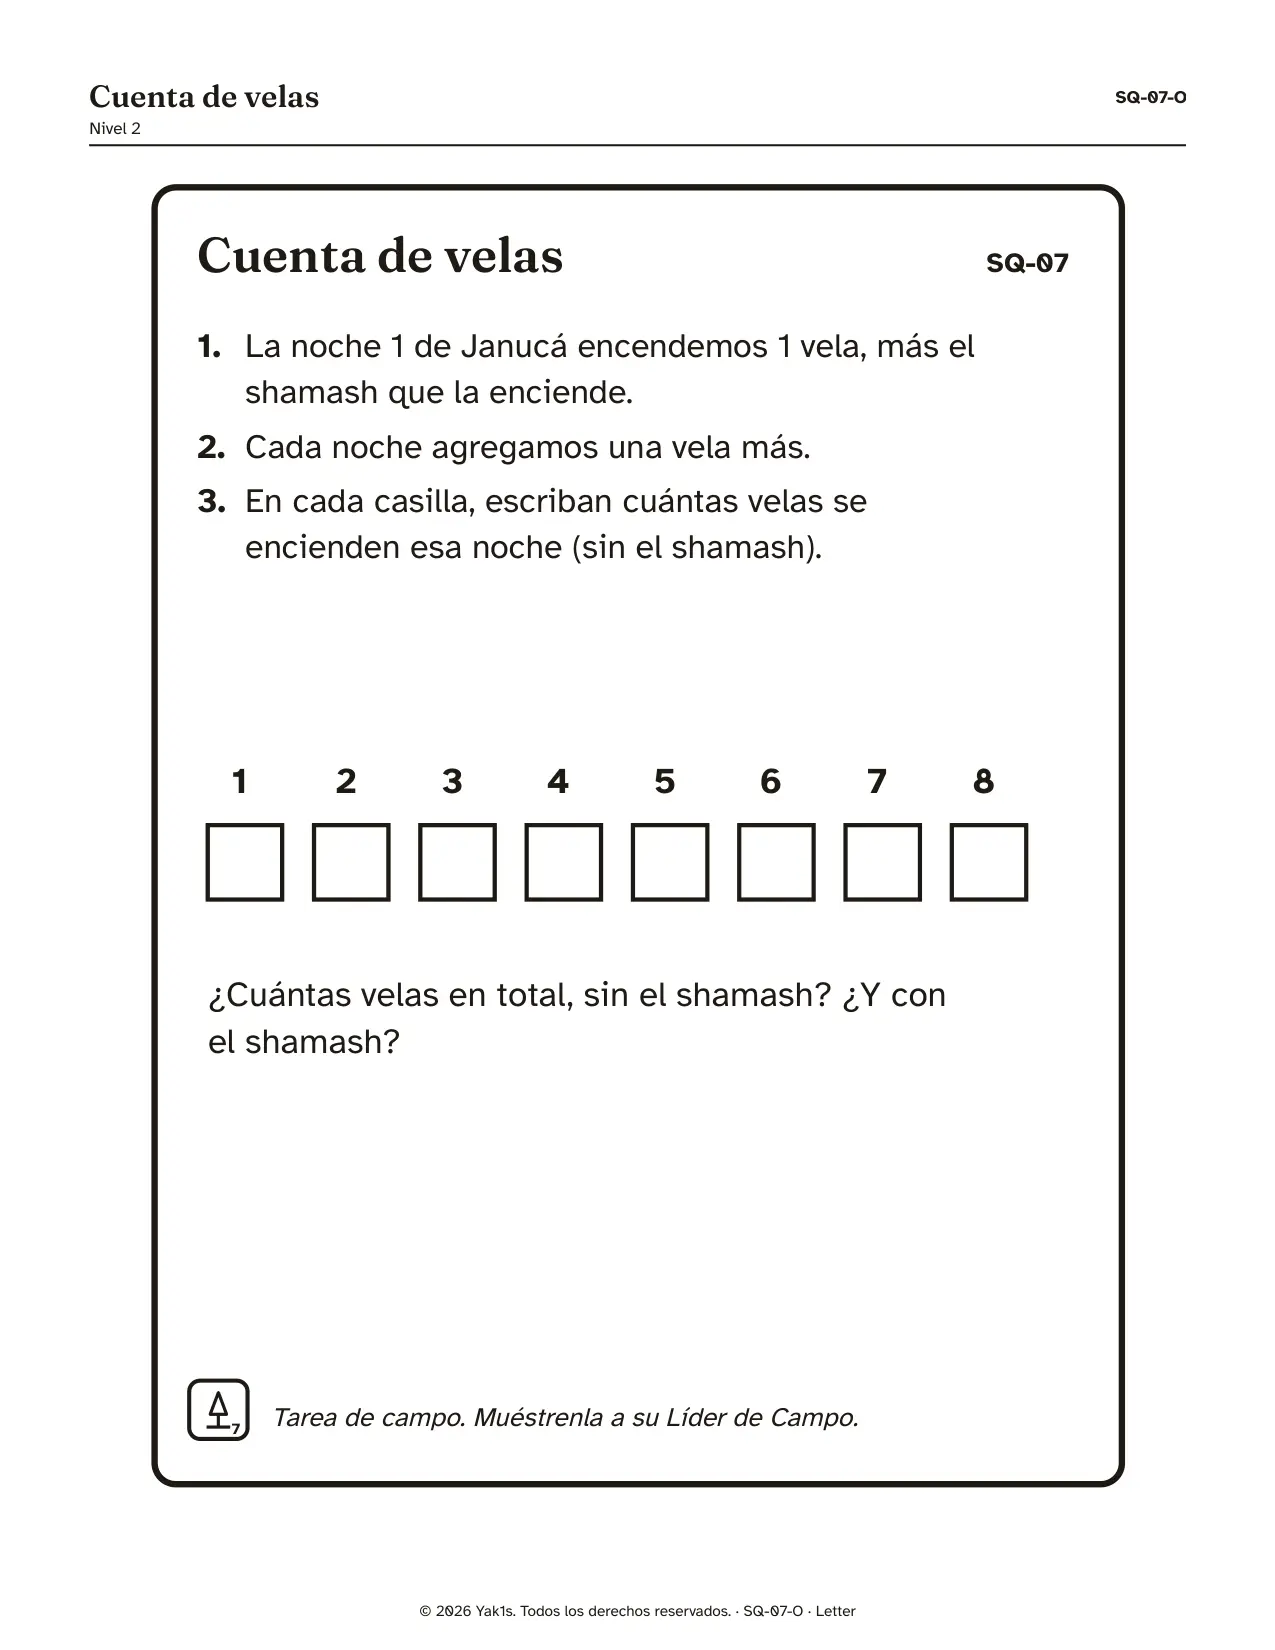 Cuenta de velas
SQ-07-O
Nivel 2
Cuenta de velas
SQ-07
1. La noche 1 de Janucá encendemos 1 vela, más el
shamash que la enciende.
2. Cada noche agregamos una vela más.
3. En cada casilla, escriban cuántas velas se
encienden esa noche (sin el shamash).
1 2 3 4 5 6 7 8
¿Cuántas velas en total, sin el shamash? ¿Y con
el shamash?
7
Tarea de campo. Muéstrenla a su Líder de Campo.
© 2026 Yak1s. Todos los derechos reservados. · SQ-07-O · Letter